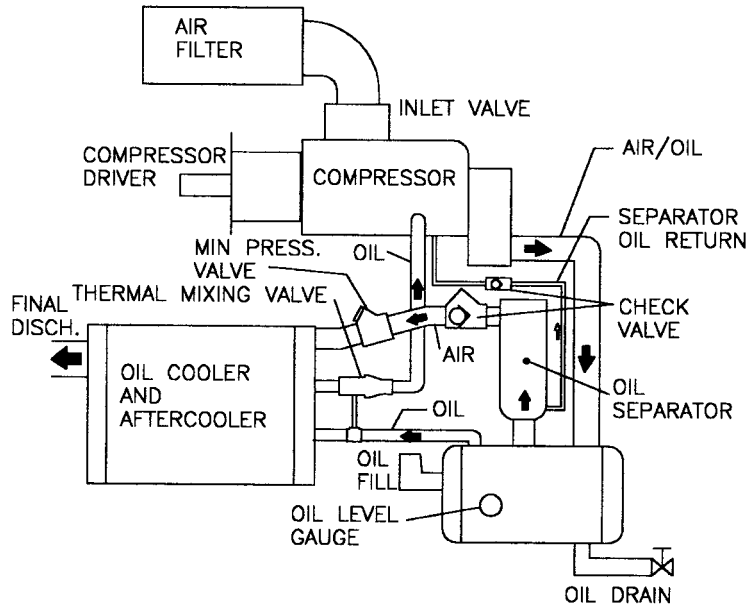 AIR
FILTER
INLET VALVE
COMPRESSOR
DRIVER
COMPRESSOR
AIR/OIL
SEPARATOR
OIL RETURN
MIN PRESS.
VALVE
OIL
THERMAL MIXING VALVE
FINAL
DISCH.
CHECK
VALVE
AIR
OIL COOLER
AND
AFTERCOOLER
OIL
SEPARATOR
OIL
OIL
FILL
OIL LEVEL
GAUGE
OIL DRAIN